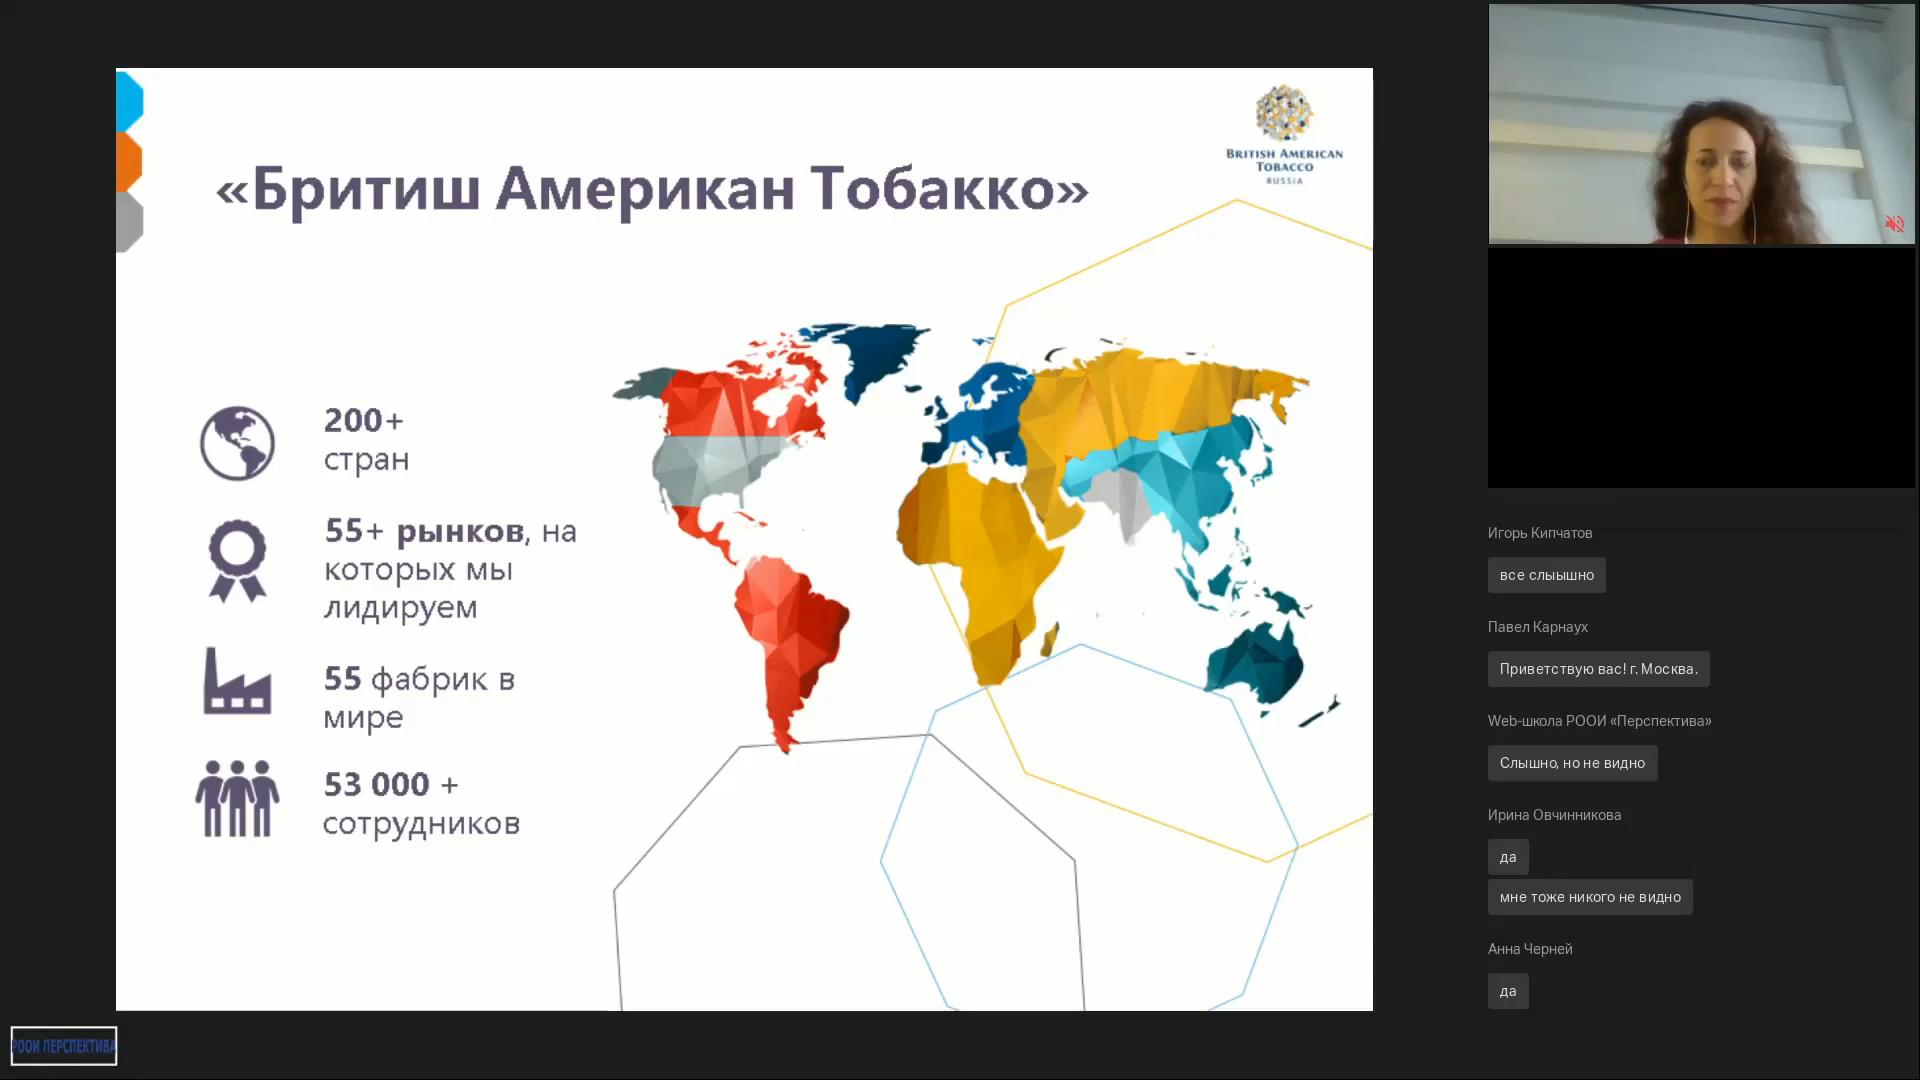 BRITISH AMERICAN
TOBACCO
RUSSIA
«Бритиш Американ Тобакко»
200+
стран
55+ рынков, на
которых мы
лидируем
55 фабрик в
мире
53 000 +
сотрудников
Игорь Кипчатов
все слыышно
Павел Карнаух
Приветствую вас! г. Москва.
Web-школа РООИ «Перспектива»
Слышно, но не видно
Ирина Овчинникова
да
мне тоже никого не видно
Анна Черней
да
РООИ ПЕРСПЕКТИВА